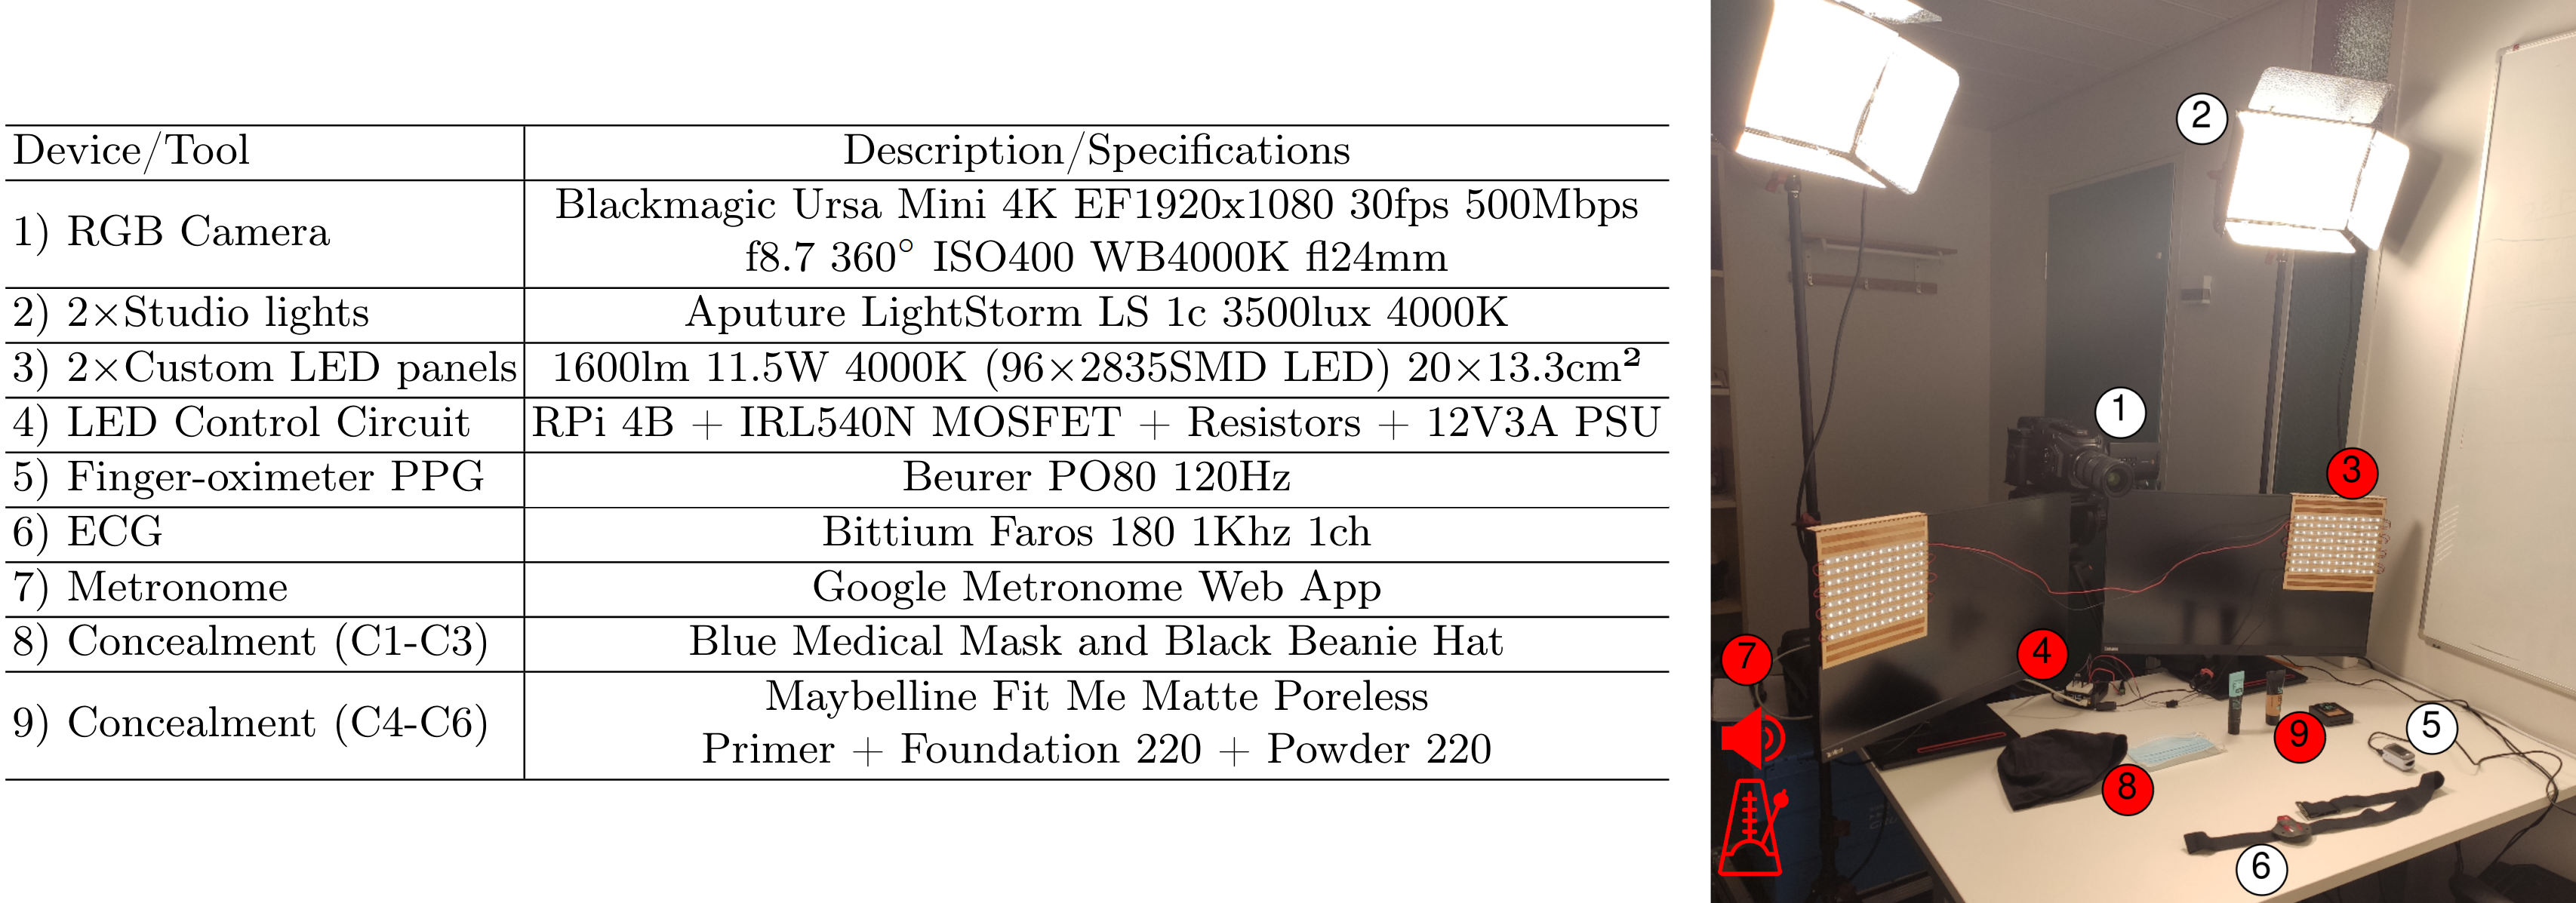 Device/Tool Description/Specifications
1) RGB Camera Blackmagic Ursa Mini 4K EF1920x1080 30fps 500Mbps
f8.7 360° ISO400 WB4000K fl24mm
2) 2×Studio lights Aputure LightStorm LS 1c 3500lux 4000K
3) 2×Custom LED panels 1600lm 11.5W 4000K (96×2835SMD LED) 20×13.3cm²
4) LED Control Circuit RPi 4B + IRL540N MOSFET + Resistors + 12V3A PSU
5) Finger-oximeter PPG Beurer PO80 120Hz
6) ECG Bittium Faros 180 1Khz 1ch
7) Metronome Google Metronome Web App
8) Concealment (C1-C3) Blue Medical Mask and Black Beanie Hat
9) Concealment (C4-C6) Maybelline Fit Me Matte Poreless
Primer + Foundation 220 + Powder 220
2
1
3
7
4
5
9
8
6